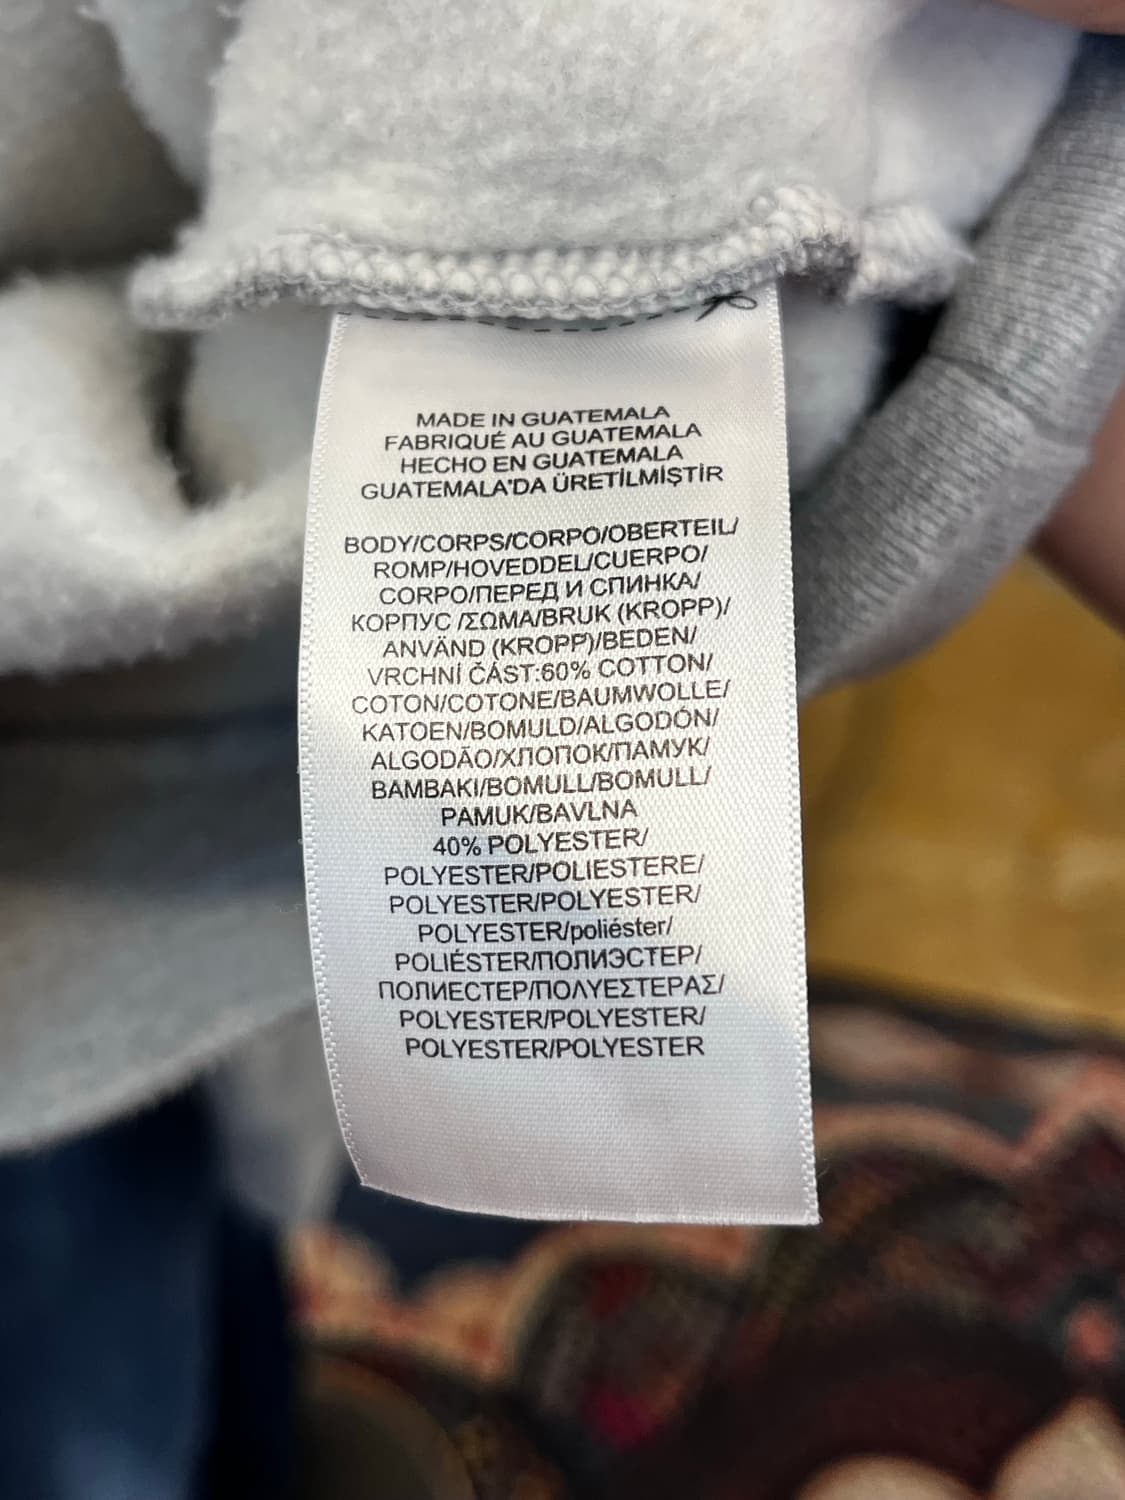 MADE IN GUATEMALA
FABRIQUÉ AU GUATEMALA
HECHO EN GUATEMALA
GUATEMALA'DA ÜRETİLMİŞTİR
BODY/CORPS/CORPO/OBERTEIL/
ROMP/HOVEDDEL/CUERPO/
CORPO/ПЕРЕД И СПИНКА/
КОРПУС /ΣΩΜΑ/BRUK (KROPP)/
ANVÄND (KROPP)/BEDEN/
VRCHNÍ ČÁST:60% COTTON/
COTON/COTONE/BAUMWOLLE/
KATOEN/BOMULD/ALGODÓN/
ALGODÃO/ХЛОПОК/ПАМУК/
BAMBAKI/BOMULL/BOMULL/
PAMUK/BAVLNA
40% POLYESTER/
POLYESTER/POLIESTERE/
POLYESTER/POLYESTER/
POLYESTER/poliéster/
POLIÉSTER/ПОЛИЭСТЕР/
ПОЛИЕСТЕР/ΠΟΛΥΕΣΤΕΡΑΣ/
POLYESTER/POLYESTER/
POLYESTER/POLYESTER